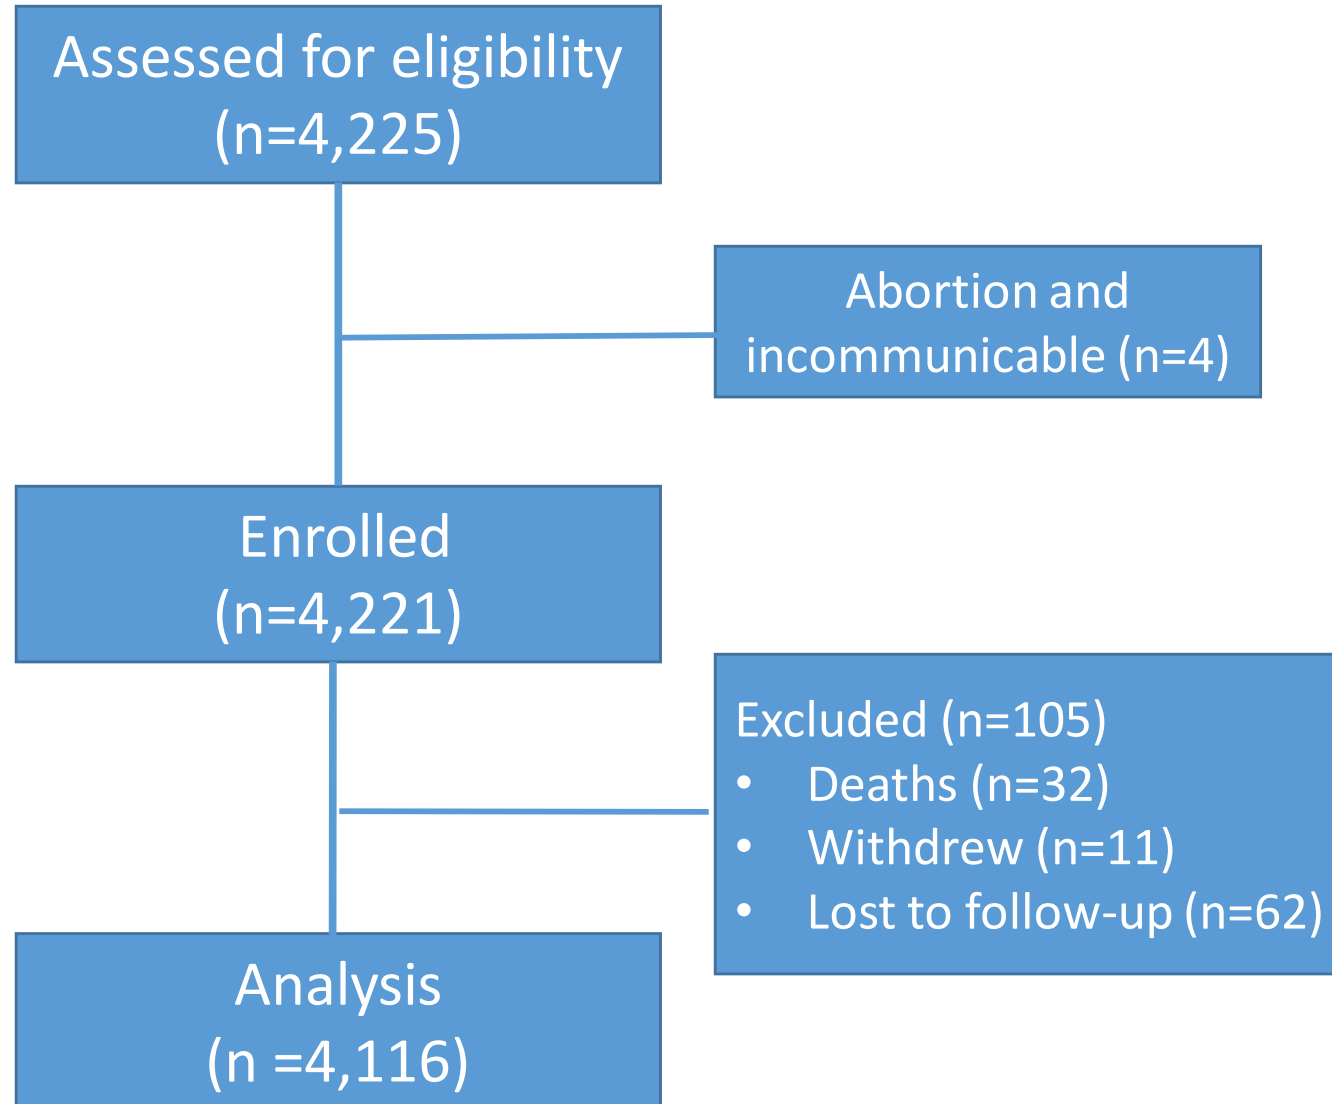 Assessed for eligibility
(n=4,225)
Abortion and
incommunicable (n=4)
Enrolled
(n=4,221)
Excluded (n=105)
• Deaths (n=32)
• Withdrew (n=11)
• Lost to follow-up (n=62)
Analysis
(n =4,116)